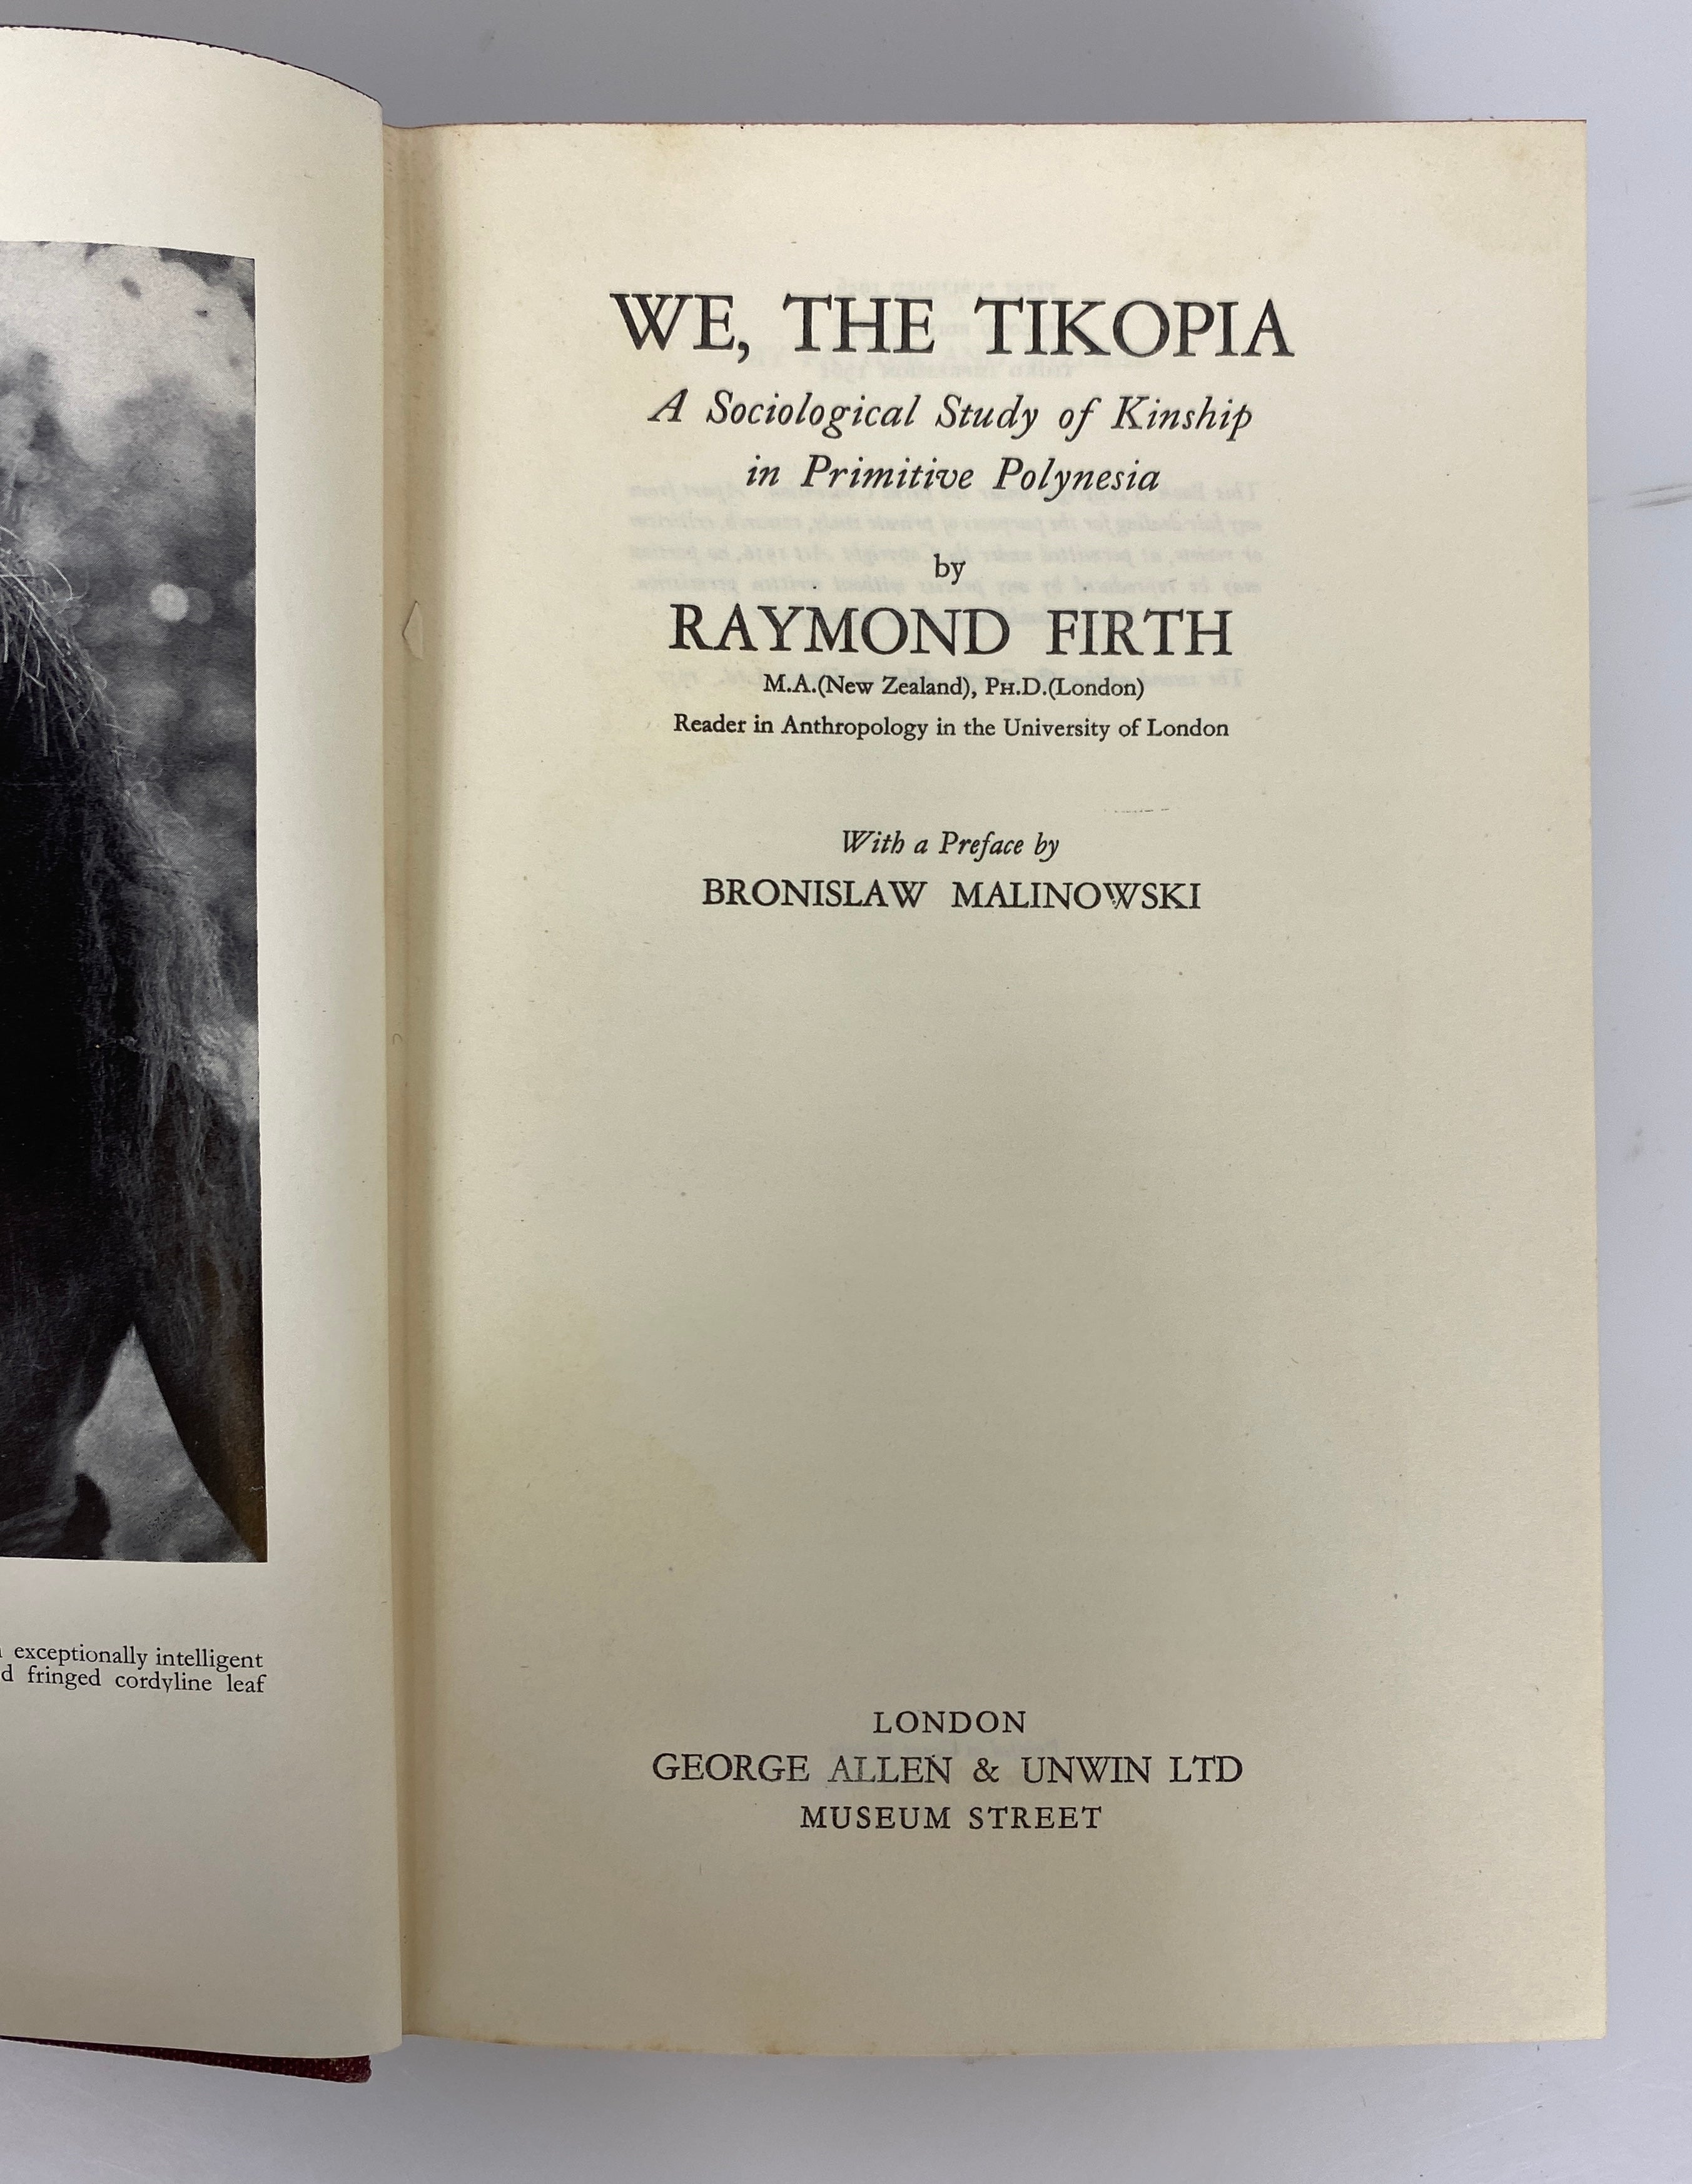 exceptionally intelligent
d fringed cordyline leaf
WE, THE TIKOPIA
A Sociological Study of Kinship
in Primitive Polynesia
by
RAYMOND FIRTH
M.A.(New Zealand), PH.D.(London)
Reader in Anthropology in the University of London
With a Preface by
BRONISLAW MALINOWSKI
LONDON
GEORGE ALLEN & UNWIN LTD
MUSEUM STREET